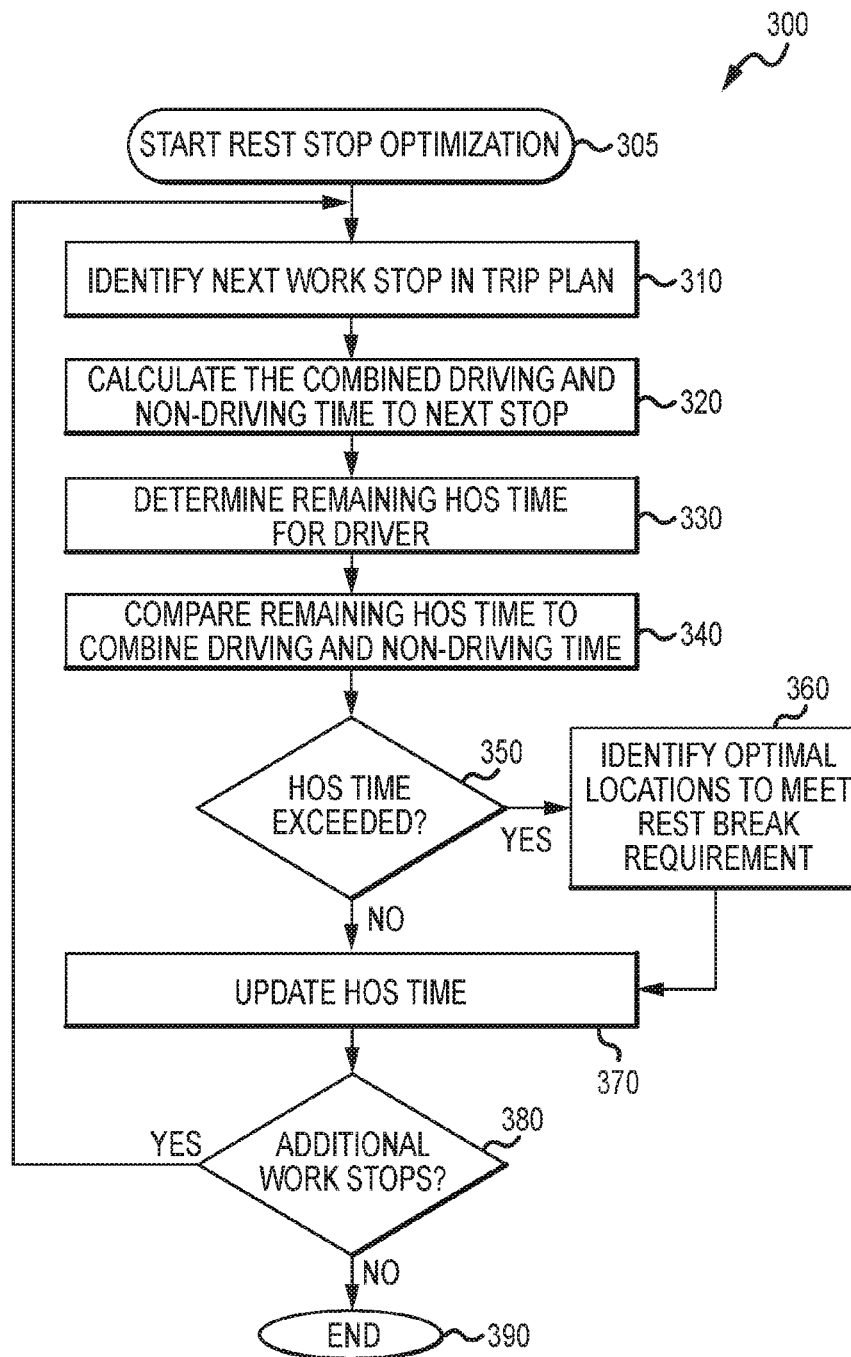 300
START REST STOP OPTIMIZATION
305
IDENTIFY NEXT WORK STOP IN TRIP PLAN
310
CALCULATE THE COMBINED DRIVING AND
NON-DRIVING TIME TO NEXT STOP
320
DETERMINE REMAINING HOS TIME
FOR DRIVER
330
COMPARE REMAINING HOS TIME TO
COMBINE DRIVING AND NON-DRIVING TIME
340
HOS TIME
EXCEEDED?
350
YES
360
IDENTIFY OPTIMAL
LOCATIONS TO MEET
REST BREAK
REQUIREMENT
NO
UPDATE HOS TIME
370
YES
ADDITIONAL
WORK STOPS?
380
NO
END
390